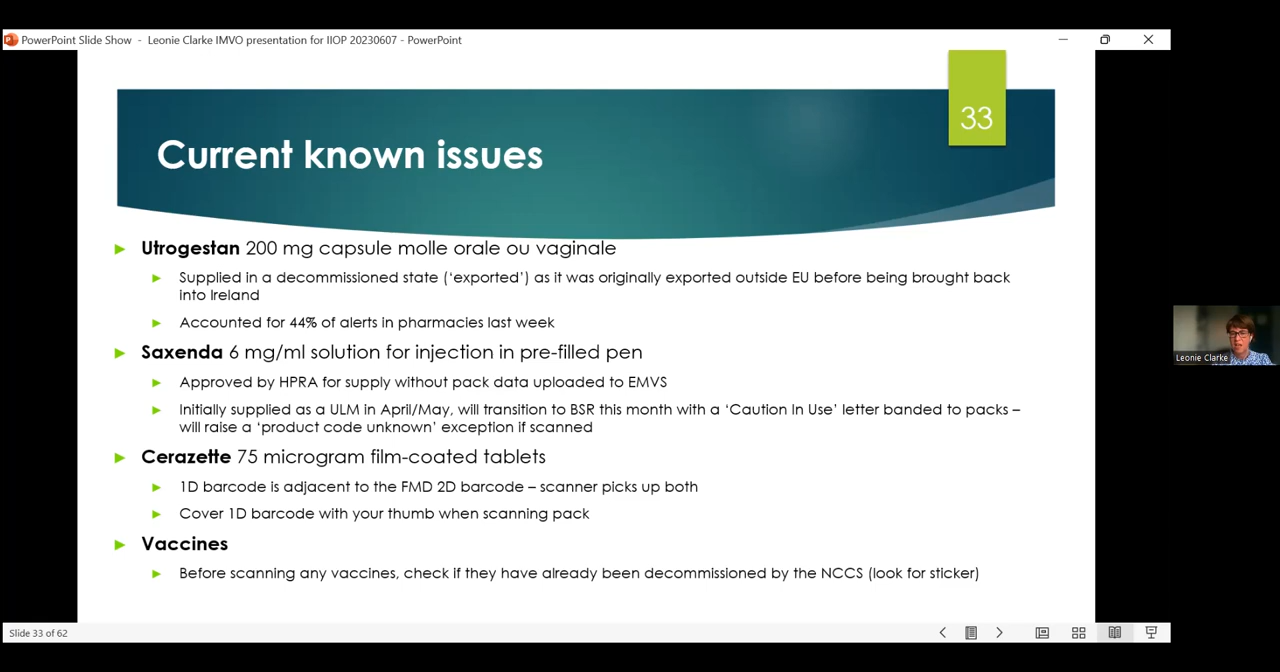 PowerPoint Slide Show - Leonie Clarke IMVO presentation for IIOP 20230607 - PowerPoint
33
Current known issues
Utrogestan 200 mg capsule molle orale ou vaginale
Supplied in a decommissioned state (‘exported’) as it was originally exported outside EU before being brought back
into Ireland
Accounted for 44% of alerts in pharmacies last week
Saxenda 6 mg/ml solution for injection in pre-filled pen
Approved by HPRA for supply without pack data uploaded to EMVS
Initially supplied as a ULM in April/May, will transition to BSR this month with a ‘Caution In Use’ letter banded to packs –
will raise a ‘product code unknown’ exception if scanned
Cerazette 75 microgram film-coated tablets
1D barcode is adjacent to the FMD 2D barcode – scanner picks up both
Cover 1D barcode with your thumb when scanning pack
Vaccines
Before scanning any vaccines, check if they have already been decommissioned by the NCCS (look for sticker)
Leonie Clarke
Slide 33 of 62